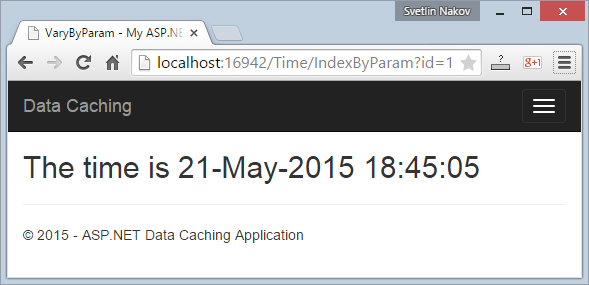 Svetlin Nakov
VaryByParam - My ASP.NE
localhost:16942/Time/IndexByParam?id=1
?
g+1
Data Caching
The time is 21-May-2015 18:45:05
© 2015 - ASP.NET Data Caching Application